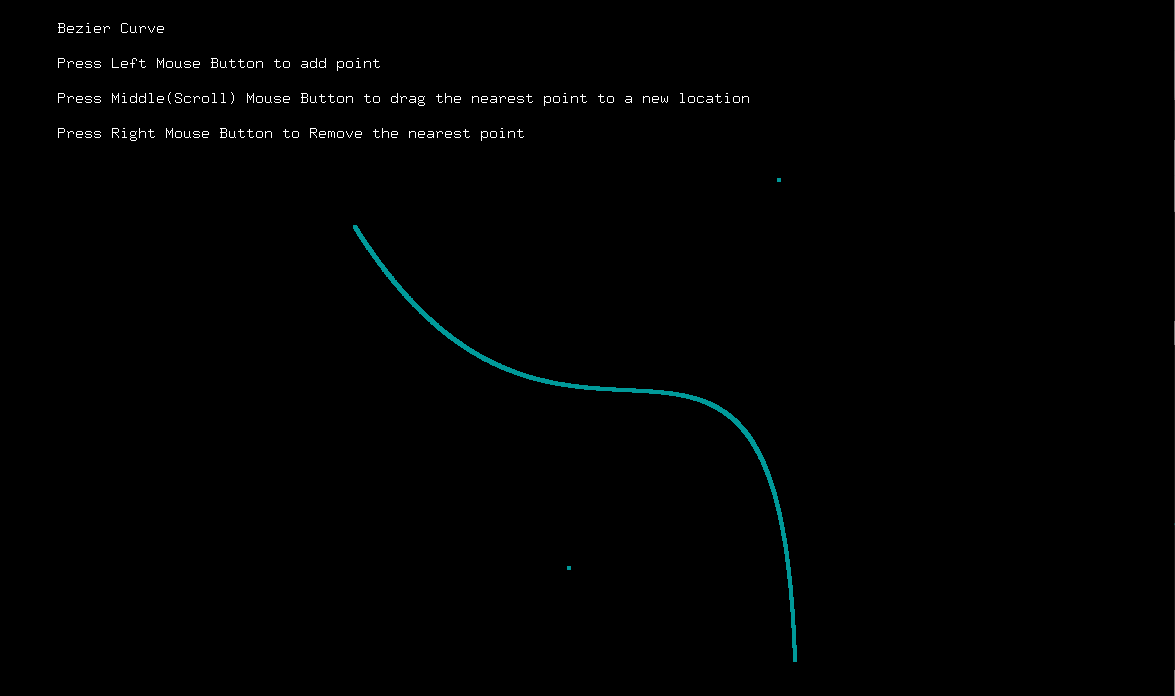 Bezier Curve
Press Left Mouse Button to add point
Press Middle(Scroll) Mouse Button to drag the nearest point to a new location
Press Right Mouse Button to Remove the nearest point